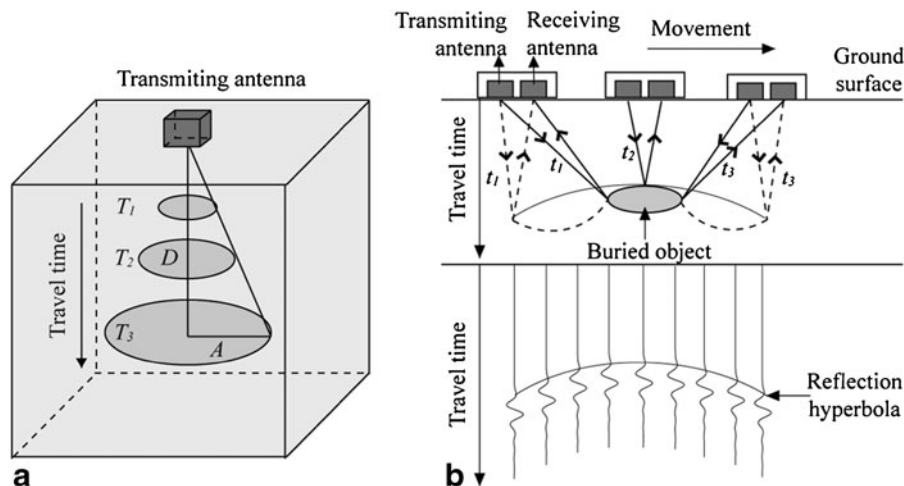 Transmiting antenna
T1
T2
D
T3
A
Travel time
a
Transmiting
antenna
Receiving
antenna
Movement
Ground
surface
Travel time
t1
t1
t2
t3
t3
Buried object
Travel time
Reflection
hyperbola
b